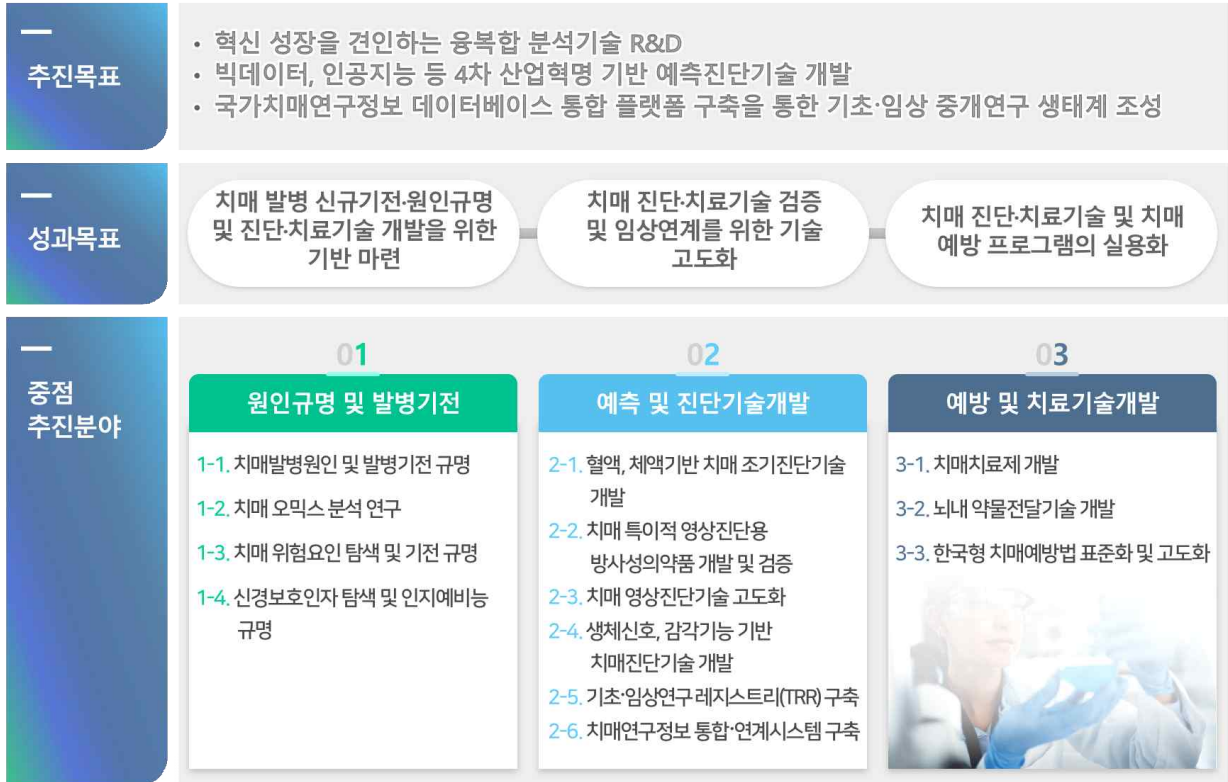 추진목표
• 혁신 성장을 견인하는 융복합 분석기술 R&D
• 빅데이터, 인공지능 등 4차 산업혁명 기반 예측진단기술 개발
• 국가치매연구정보 데이터베이스 통합 플랫폼 구축을 통한 기초·임상 중개연구 생태계 조성
성과목표
치매 발병 신규기전·원인규명
및 진단·치료기술 개발을 위한
기반 마련
치매 진단·치료기술 검증
및 임상연계를 위한 기술
고도화
치매 진단·치료기술 및 치매
예방 프로그램의 실용화
중점
추진분야
01
원인규명 및 발병기전
1-1. 치매발병원인 및 발병기전 규명
1-2. 치매 오믹스 분석 연구
1-3. 치매 위험요인 탐색 및 기전 규명
1-4. 신경보호인자 탐색 및 인지예비능
규명
02
예측 및 진단기술개발
2-1. 혈액, 체액기반 치매 조기진단기술
개발
2-2. 치매 특이적 영상진단용
방사성의약품 개발 및 검증
2-3. 치매 영상진단기술 고도화
2-4. 생체신호, 감각기능 기반
치매진단기술 개발
2-5. 기초·임상연구 레지스트리(TRR) 구축
2-6. 치매연구정보 통합·연계시스템 구축
03
예방 및 치료기술개발
3-1. 치매치료제 개발
3-2. 뇌내 약물전달기술 개발
3-3. 한국형 치매예방법 표준화 및 고도화